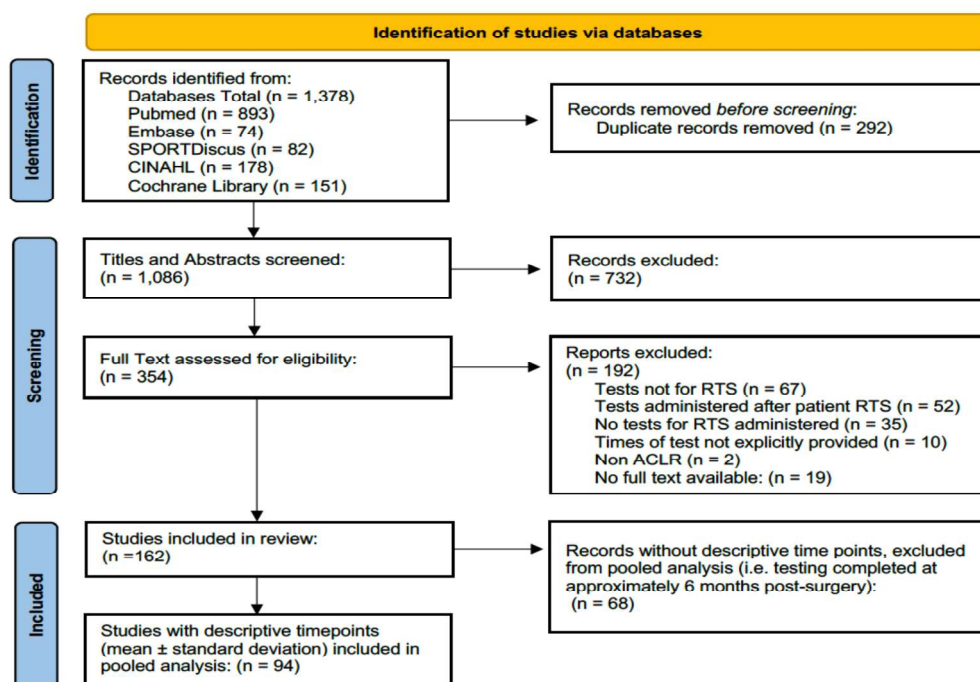 Identification of studies via databases
Identification
Records identified from:
Databases Total (n = 1,378)
Pubmed (n = 893)
Embase (n = 74)
SPORTDiscus (n = 82)
CINAHL (n = 178)
Cochrane Library (n = 151)
Records removed before screening:
Duplicate records removed (n = 292)
Screening
Titles and Abstracts screened:
(n = 1,086)
Records excluded:
(n = 732)
Full Text assessed for eligibility:
(n = 354)
Reports excluded:
(n = 192)
Tests not for RTS (n = 67)
Tests administered after patient RTS (n = 52)
No tests for RTS administered (n = 35)
Times of test not explicitly provided (n = 10)
Non ACLR (n = 2)
No full text available: (n = 19)
Included
Studies included in review:
(n =162)
Records without descriptive time points, excluded
from pooled analysis (i.e. testing completed at
approximately 6 months post-surgery):
(n = 68)
Studies with descriptive timepoints
(mean ± standard deviation) included in
pooled analysis: (n = 94)